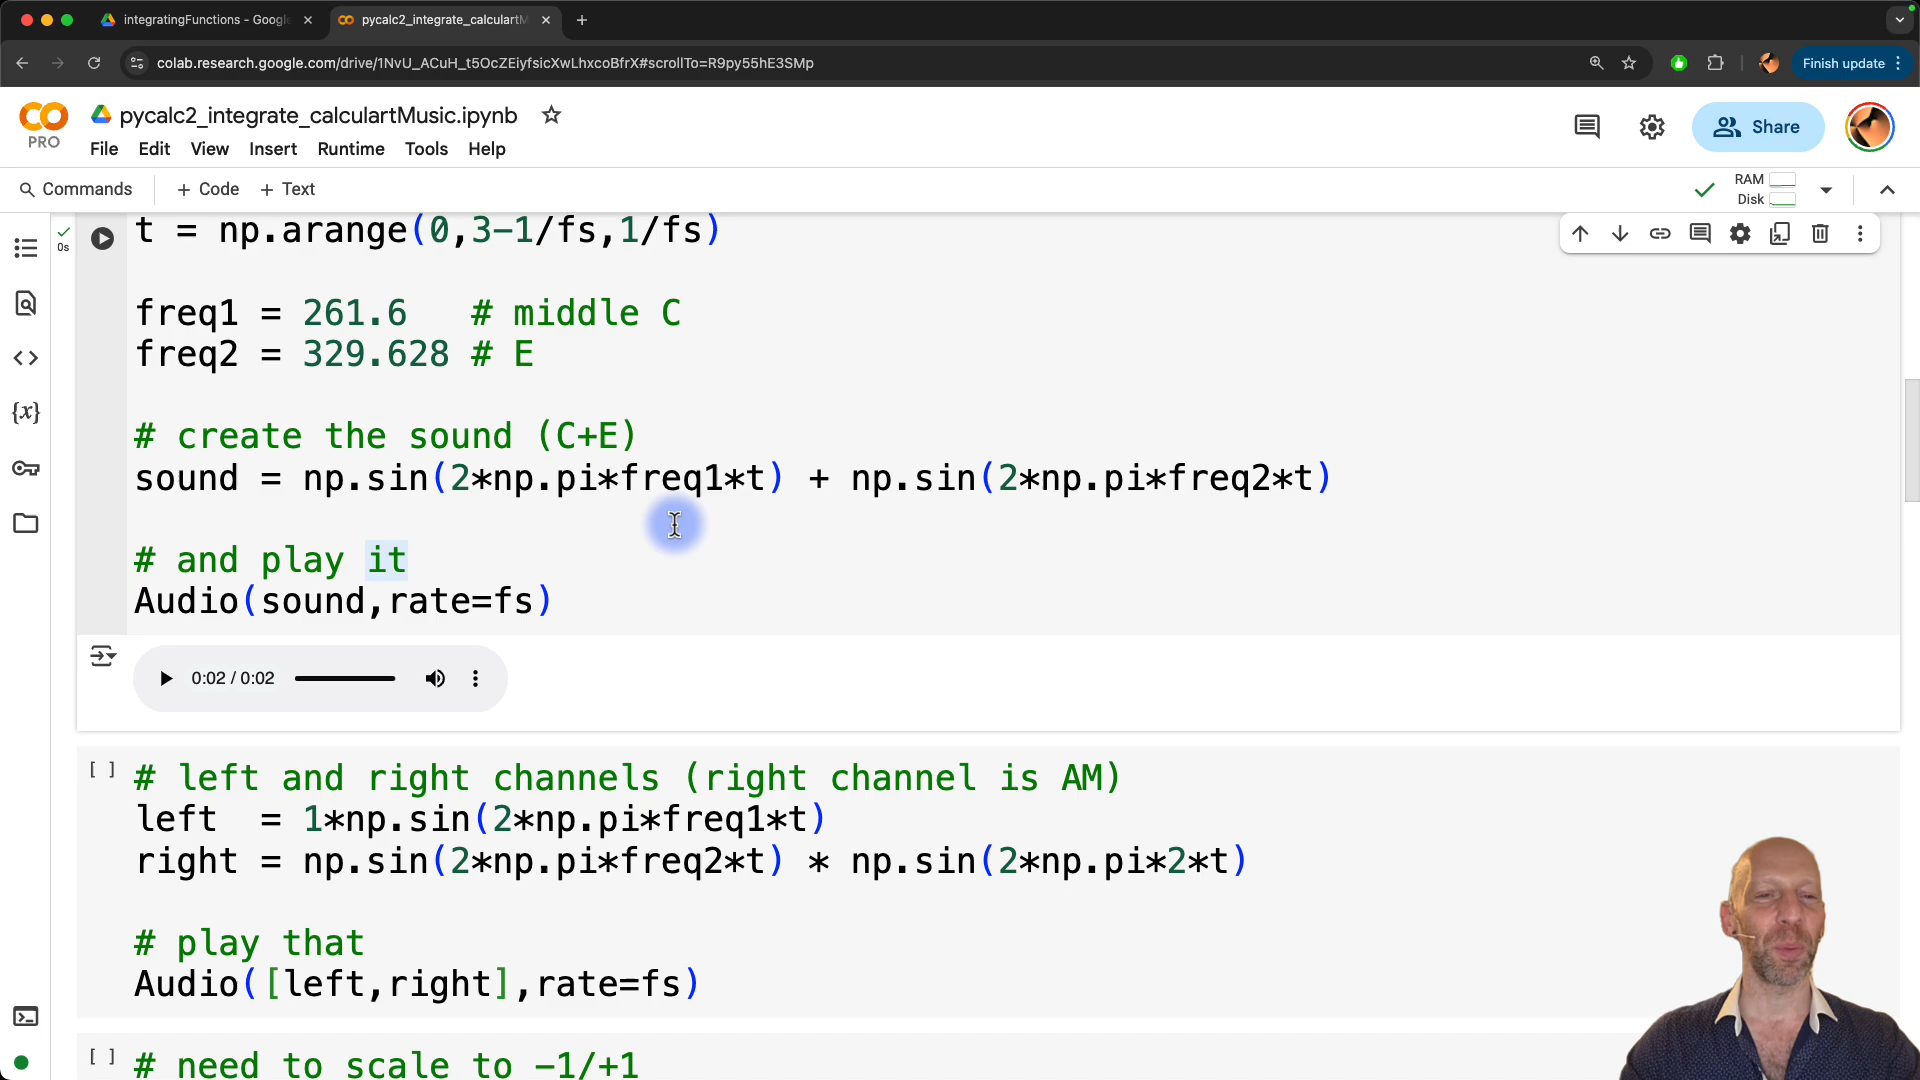 integratingFunctions - Google
pycalc2_integrate_calculartM
colab.research.google.com/drive/1NvU_ACuH_t5OcZEiyfsicXwLhxcoBfrX#scrollTo=R9py55hE3SMp
Finish update
PRO
pycalc2_integrate_calculartMusic.ipynb
File Edit View Insert Runtime Tools Help
Share
Commands + Code + Text
RAM
Disk
0s
t = np.arange(0,3-1/fs,1/fs)
freq1 = 261.6   # middle C
freq2 = 329.628 # E
# create the sound (C+E)
sound = np.sin(2*np.pi*freq1*t) + np.sin(2*np.pi*freq2*t)
# and play it
Audio(sound,rate=fs)
0:02 / 0:02
[ ] # left and right channels (right channel is AM)
left  = 1*np.sin(2*np.pi*freq1*t)
right = np.sin(2*np.pi*freq2*t) * np.sin(2*np.pi*2*t)
# play that
Audio([left,right],rate=fs)
[ ] # need to scale to -1/+1